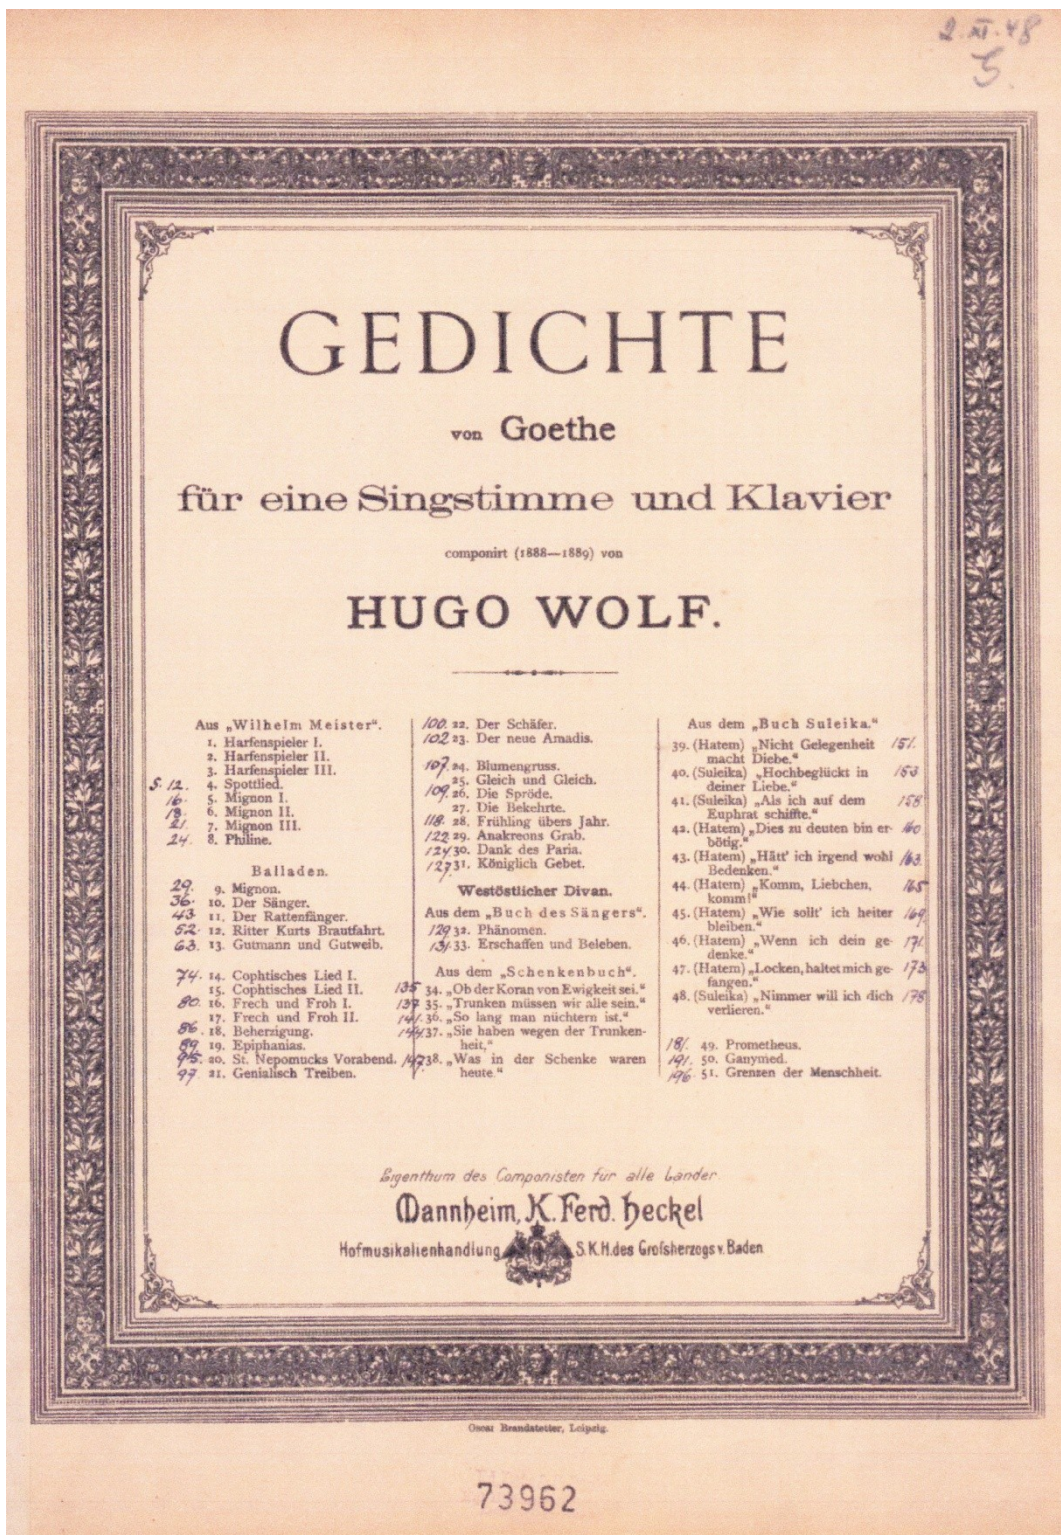 2. XI. 48
S.
GEDICHTE
von Goethe
für eine Singstimme und Klavier
componirt (1888—1889) von
HUGO WOLF.
Aus „Wilhelm Meister“.
1. Harfenspieler I.
2. Harfenspieler II.
3. Harfenspieler III.
5. 12. 4. Spottlied.
16. 5. Mignon I.
18. 6. Mignon II.
21. 7. Mignon III.
24. 8. Philine.
Balladen.
29. 9. Mignon.
36. 10. Der Sänger.
43. 11. Der Rattenfänger.
52. 12. Ritter Kurts Brautfahrt.
63. 13. Gutmann und Gutweib.
74. 14. Cophtisches Lied I.
15. Cophtisches Lied II.
80. 16. Frech und Froh I.
17. Frech und Froh II.
86. 18. Beherzigung.
89. 19. Epiphanias.
95. 20. St. Nepomucks Vorabend.
97. 21. Genialisch Treiben.
100. 22. Der Schäfer.
102 23. Der neue Amadis.
107. 24. Blumengruss.
25. Gleich und Gleich.
109. 26. Die Spröde.
27. Die Bekehrte.
118. 28. Frühling übers Jahr.
122 29. Anakreons Grab.
124 30. Dank des Paria.
127. 31. Königlich Gebet.
Westöstlicher Divan.
Aus dem „Buch des Sängers“.
129 32. Phänomen.
131. 33. Erschaffen und Beleben.
Aus dem „Schenkenbuch“.
135 34. „Ob der Koran von Ewigkeit sei.“
137 35. „Trunken müssen wir alle sein.“
141. 36. „So lang man nüchtern ist.“
144. 37. „Sie haben wegen der Trunken-
heit,“
147. 38. „Was in der Schenke waren
heute.“
Aus dem „Buch Suleika.“
39. (Hatem) „Nicht Gelegenheit 151.
macht Diebe.“
40. (Suleika) „Hochbeglückt in 153
deiner Liebe.“
41. (Suleika) „Als ich auf dem 158
Euphrat schiffte.“
42. (Hatem) „Dies zu deuten bin er- 160
bötig.“
43. (Hatem) „Hätt' ich irgend wohl 163.
Bedenken.“
44. (Hatem) „Komm, Liebchen, 165
komm!“
45. (Hatem) „Wie sollt' ich heiter 169
bleiben.“
46. (Hatem) „Wenn ich dein ge- 171.
denke.“
47. (Hatem) „Locken, haltet mich ge- 173
fangen.“
48. (Suleika) „Nimmer will ich dich 178
verlieren.“
181. 49. Prometheus.
191. 50. Ganymed.
196. 51. Grenzen der Menschheit.
Eigenthum des Componisten für alle Länder
Mannheim, K. Ferd. Heckel
Hofmusikalienhandlung S. K. H. des Grofsherzogs v. Baden
Oscar Brandstetter, Leipzig.
73962